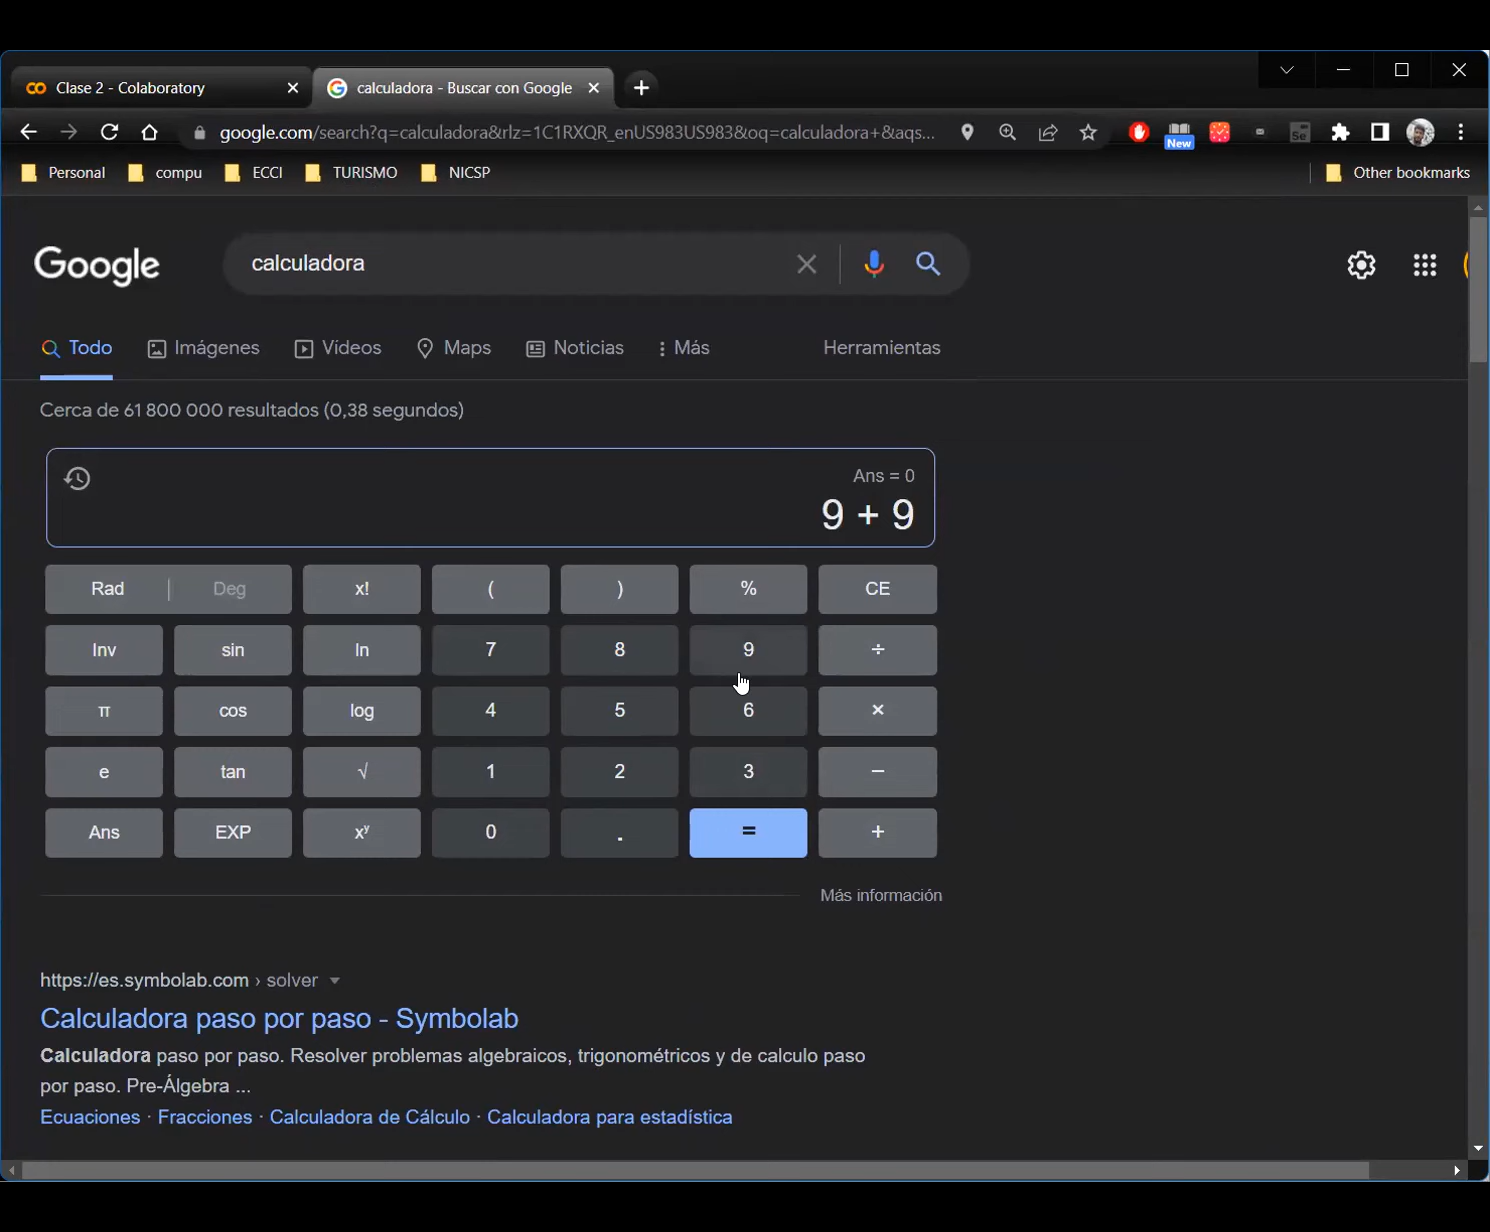 Clase 2 - Colaboratory
calculadora - Buscar con Google
google.com/search?q=calculadora&rlz=1C1RXQR_enUS983US983&oq=calculadora+&aqs...
New
Se
Personal
compu
ECCI
TURISMO
NICSP
Other bookmarks
Google
calculadora
Todo
Imágenes
Videos
Maps
Noticias
Más
Herramientas
Cerca de 61 800 000 resultados (0,38 segundos)
Ans = 0
9 + 9
Rad | Deg x! ( ) % CE
Inv sin ln 7 8 9 ÷
π cos log 4 5 6 ×
e tan √ 1 2 3 −
Ans EXP xʸ 0 . = +
Más información
https://es.symbolab.com › solver
Calculadora paso por paso - Symbolab
Calculadora paso por paso. Resolver problemas algebraicos, trigonométricos y de calculo paso
por paso. Pre-Álgebra ...
Ecuaciones · Fracciones · Calculadora de Cálculo · Calculadora para estadística